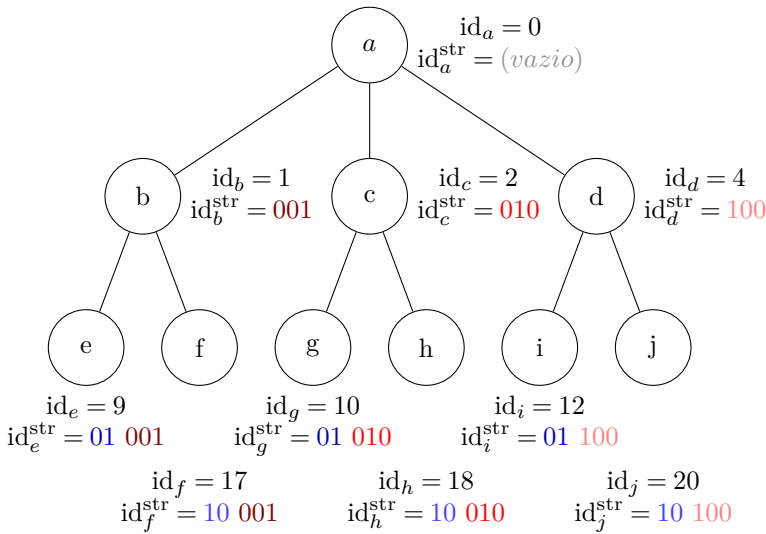 a
id_a = 0
id_a^str = (vazio)
b
id_b = 1
id_b^str = 001
c
id_c = 2
id_c^str = 010
d
id_d = 4
id_d^str = 100
e
f
g
h
i
j
id_e = 9
id_e^str = 01 001
id_g = 10
id_g^str = 01 010
id_i = 12
id_i^str = 01 100
id_f = 17
id_f^str = 10 001
id_h = 18
id_h^str = 10 010
id_j = 20
id_j^str = 10 100